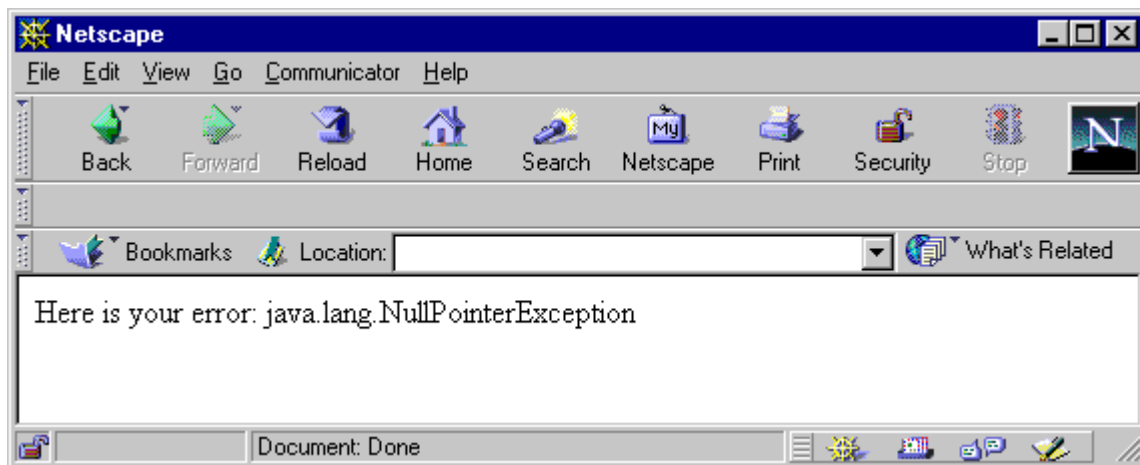 Netscape
File Edit View Go Communicator Help
My
N
Back Forward Reload Home Search Netscape Print Security Stop
Bookmarks Location: What's Related
Here is your error: java.lang.NullPointerException
Document: Done